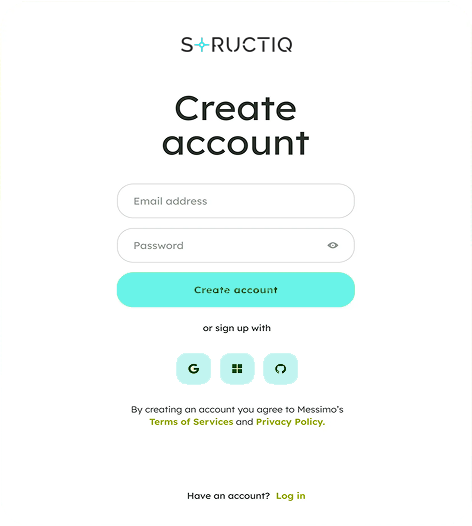 STRUCTIQ
Create
account
Email address
Password
Create account
or sign up with
G
By creating an account you agree to Messimo's
Terms of Services and Privacy Policy.
Have an account? Log in